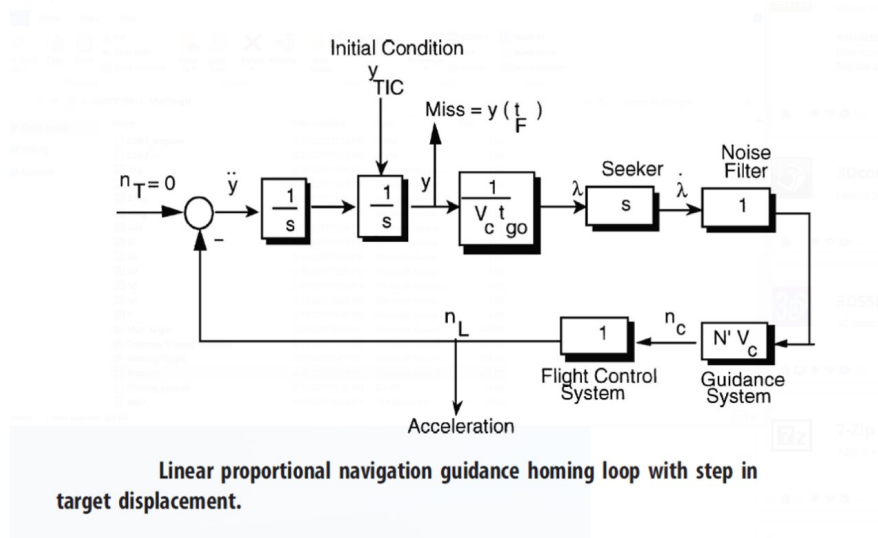 Initial Condition
y TIC
Miss = y ( t F )
n T = 0
ÿ
1 s
1 s
y
1 V c t go
λ
Seeker
s
λ̇
Noise
Filter
1
n L
1
n c
N' V c
Flight Control
System
Guidance
System
Acceleration
Linear proportional navigation guidance homing loop with step in
target displacement.